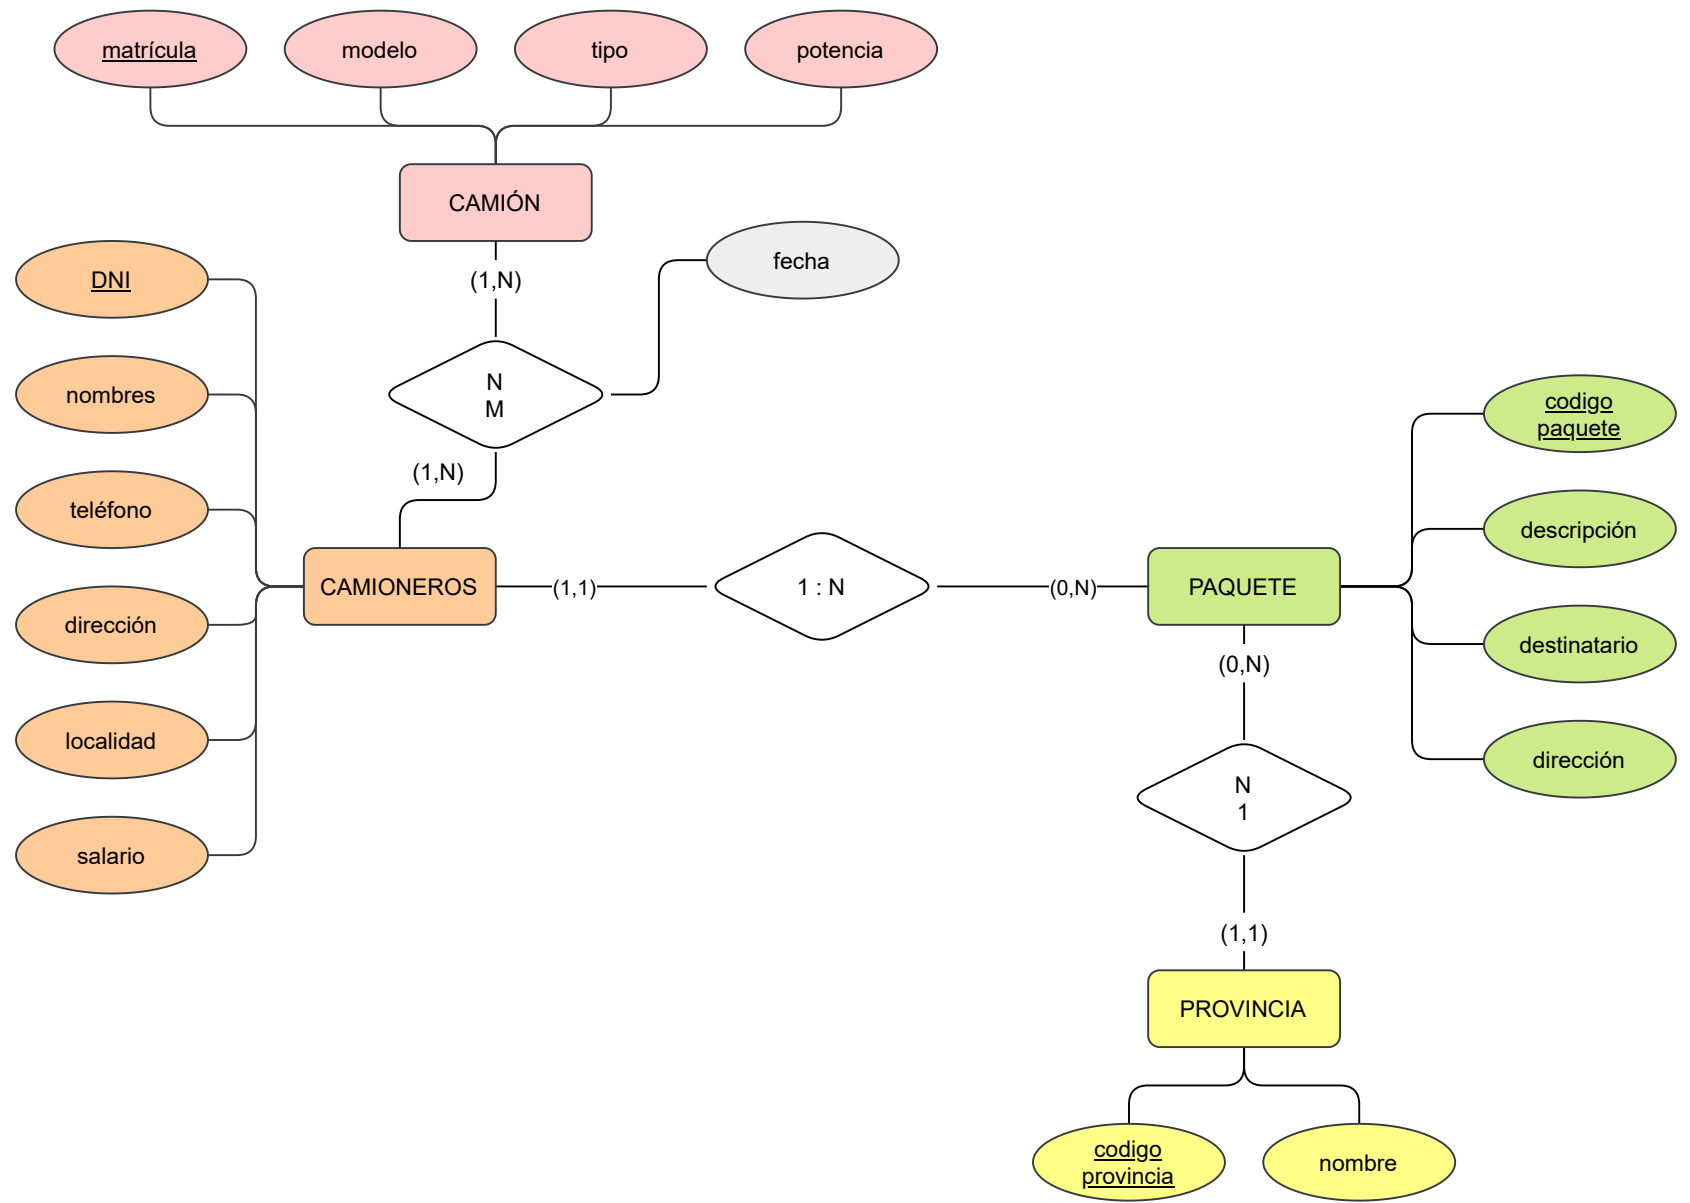 matrícula
modelo
tipo
potencia
CAMIÓN
(1,N)
fecha
DNI
nombres
N
M
(1,N)
teléfono
CAMIONEROS
(1,1)
1 : N
(0,N)
PAQUETE
codigo
paquete
descripción
destinatario
dirección
dirección
localidad
salario
(0,N)
N
1
(1,1)
PROVINCIA
codigo
provincia
nombre